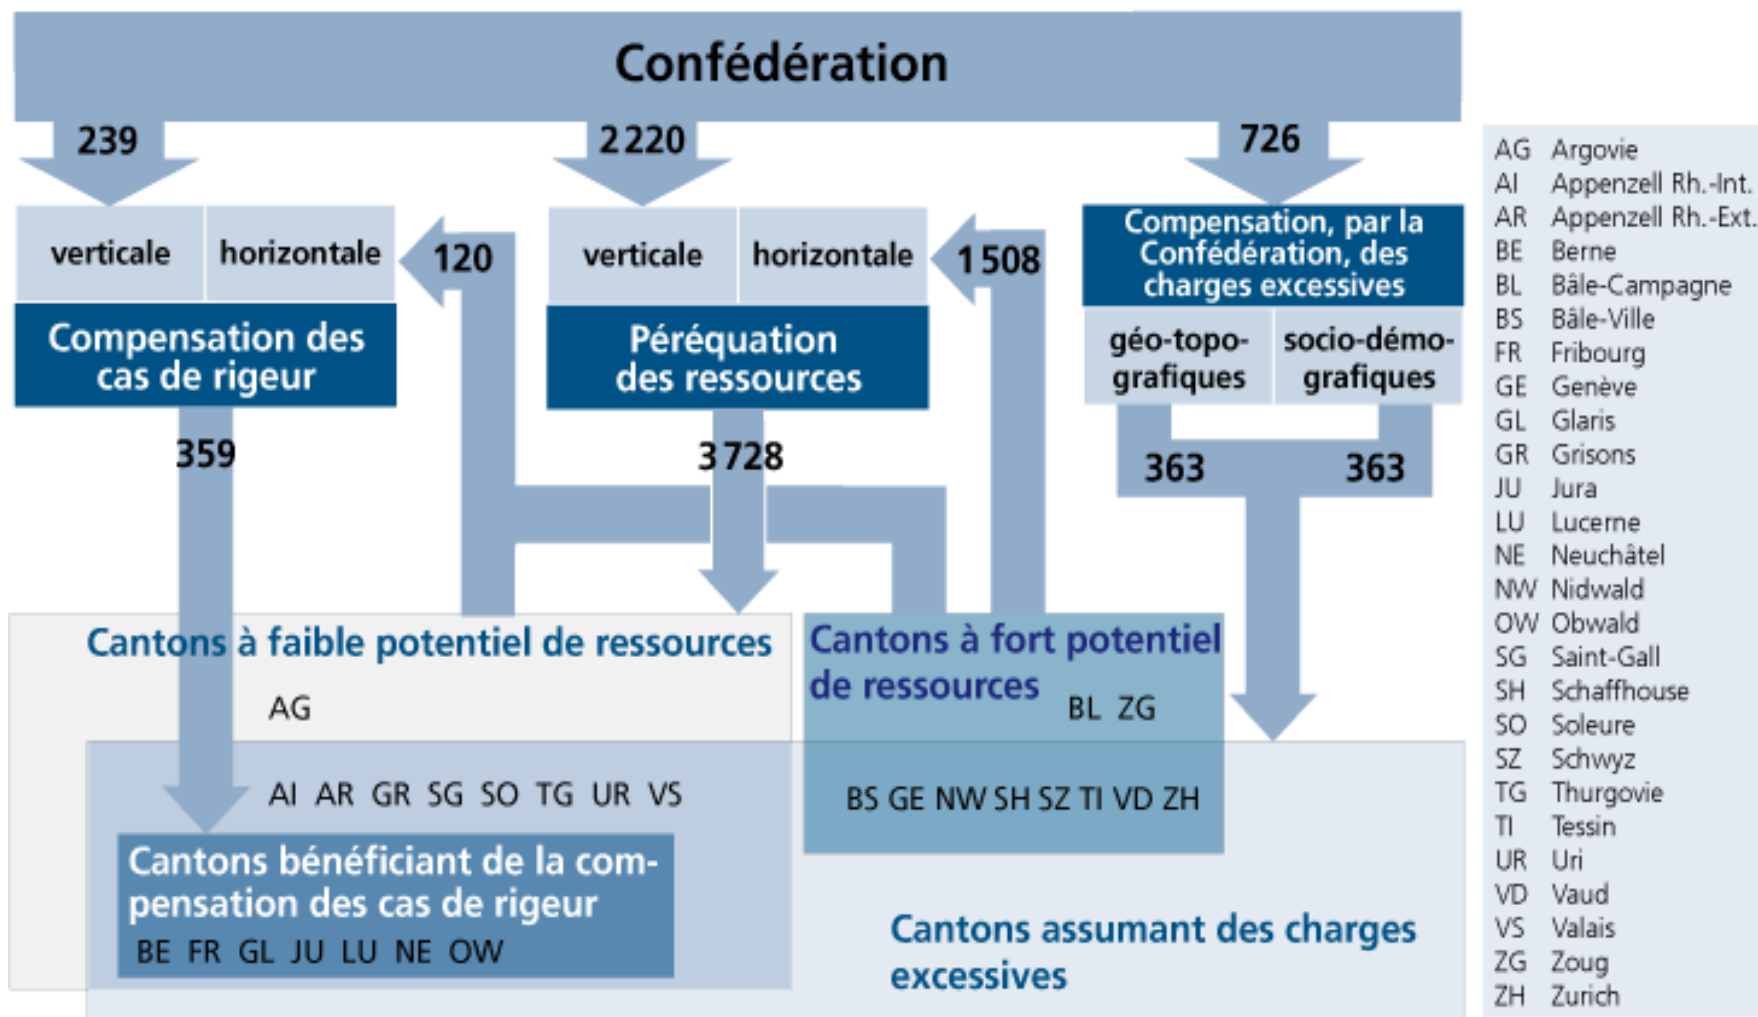 Confédération
239
2 220
726
verticale
horizontale
120
verticale
horizontale
1 508
Compensation, par la
Confédération, des
charges excessives
Compensation des
cas de rigeur
Péréquation
des ressources
géo-topo-
grafiques
socio-démo-
grafiques
359
3 728
363
363
Cantons à faible potentiel de ressources
AG
Cantons à fort potentiel
de ressources
BL ZG
AI AR GR SG SO TG UR VS
BS GE NW SH SZ TI VD ZH
Cantons bénéficiant de la com-
pensation des cas de rigeur
BE FR GL JU LU NE OW
Cantons assumant des charges
excessives
AG Argovie
AI Appenzell Rh.-Int.
AR Appenzell Rh.-Ext.
BE Berne
BL Bâle-Campagne
BS Bâle-Ville
FR Fribourg
GE Genève
GL Glaris
GR Grisons
JU Jura
LU Lucerne
NE Neuchâtel
NW Nidwald
OW Obwald
SG Saint-Gall
SH Schaffhouse
SO Soleure
SZ Schwyz
TG Thurgovie
TI Tessin
UR Uri
VD Vaud
VS Valais
ZG Zoug
ZH Zurich